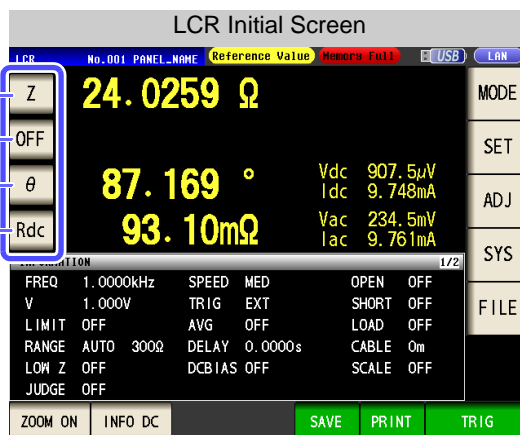 LCR Initial Screen
LCR No.001 PANEL_NAME Reference Value Memory Full USB LAN
Z 24.0259 Ω MODE
OFF SET
θ 87.169 ° Vdc 907.5μV
Idc 9.748mA ADJ
Rdc 93.10mΩ Vac 234.5mV
Iac 9.761mA SYS
INFORMATION 1/2
FREQ 1.0000kHz SPEED MED OPEN OFF
V 1.000V TRIG EXT SHORT OFF FILE
LIMIT OFF AVG OFF LOAD OFF
RANGE AUTO 300Ω DELAY 0.0000s CABLE 0m
LOW Z OFF DCBIAS OFF SCALE OFF
JUDGE OFF
ZOOM ON INFO DC SAVE PRINT TRIG